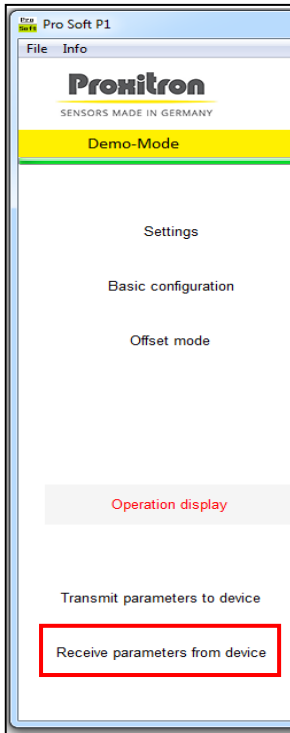 Pro
Soft
Pro Soft P1
File Info
Proxitron
SENSORS MADE IN GERMANY
Demo-Mode
Settings
Basic configuration
Offset mode
Operation display
Transmit parameters to device
Receive parameters from device